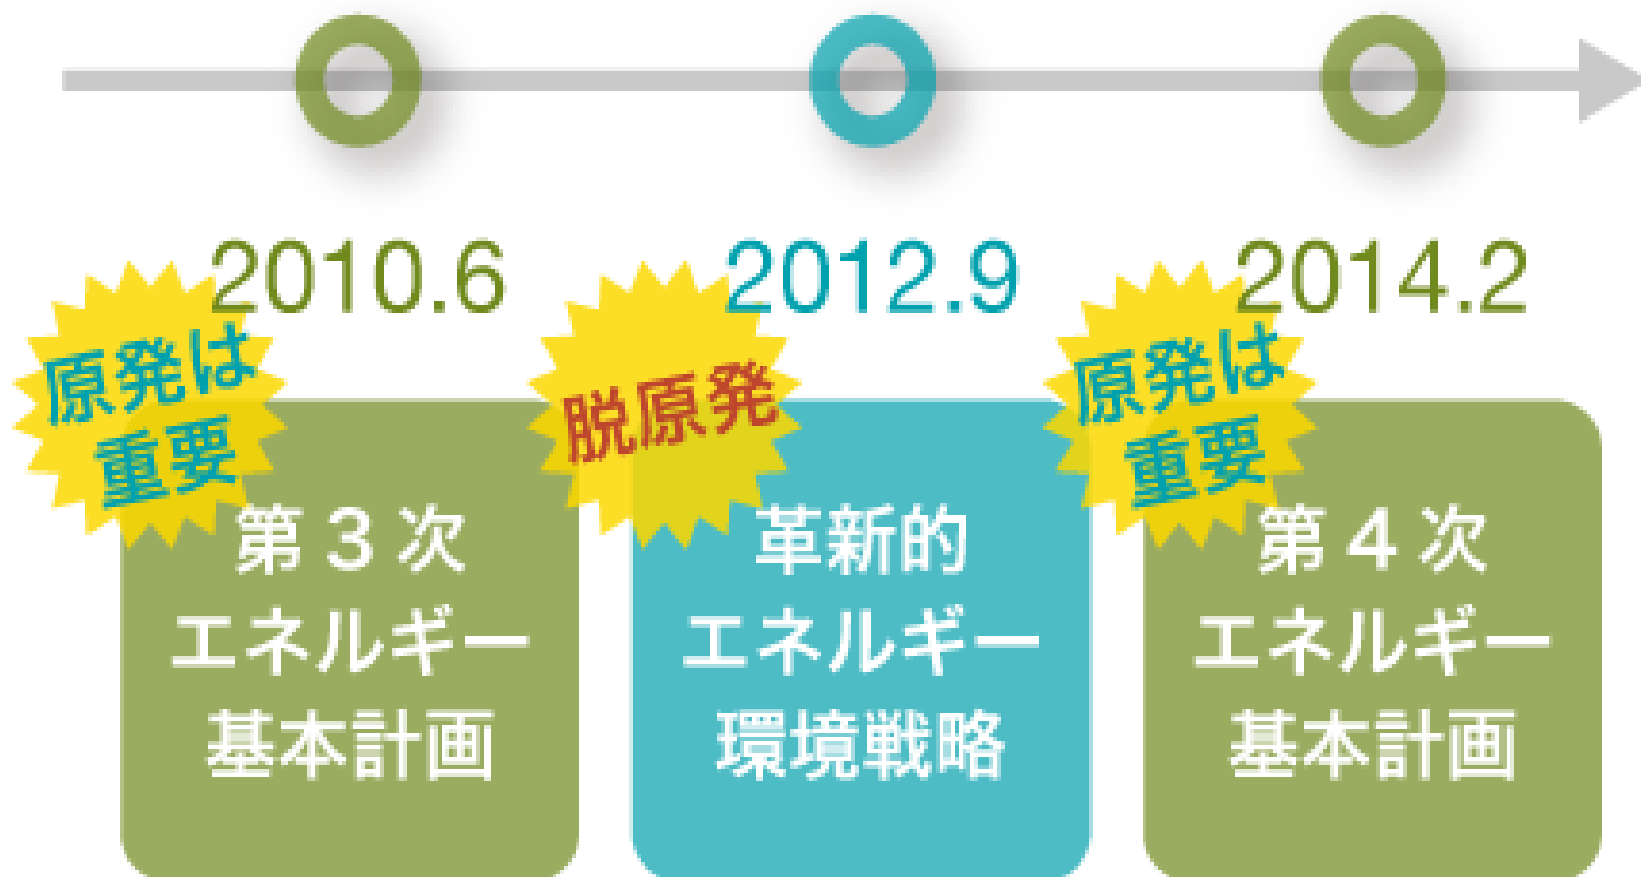 2010.6
原発は
重要
第3次
エネルギー
基本計画
2012.9
脱原発
革新的
エネルギー
環境戦略
2014.2
原発は
重要
第4次
エネルギー
基本計画